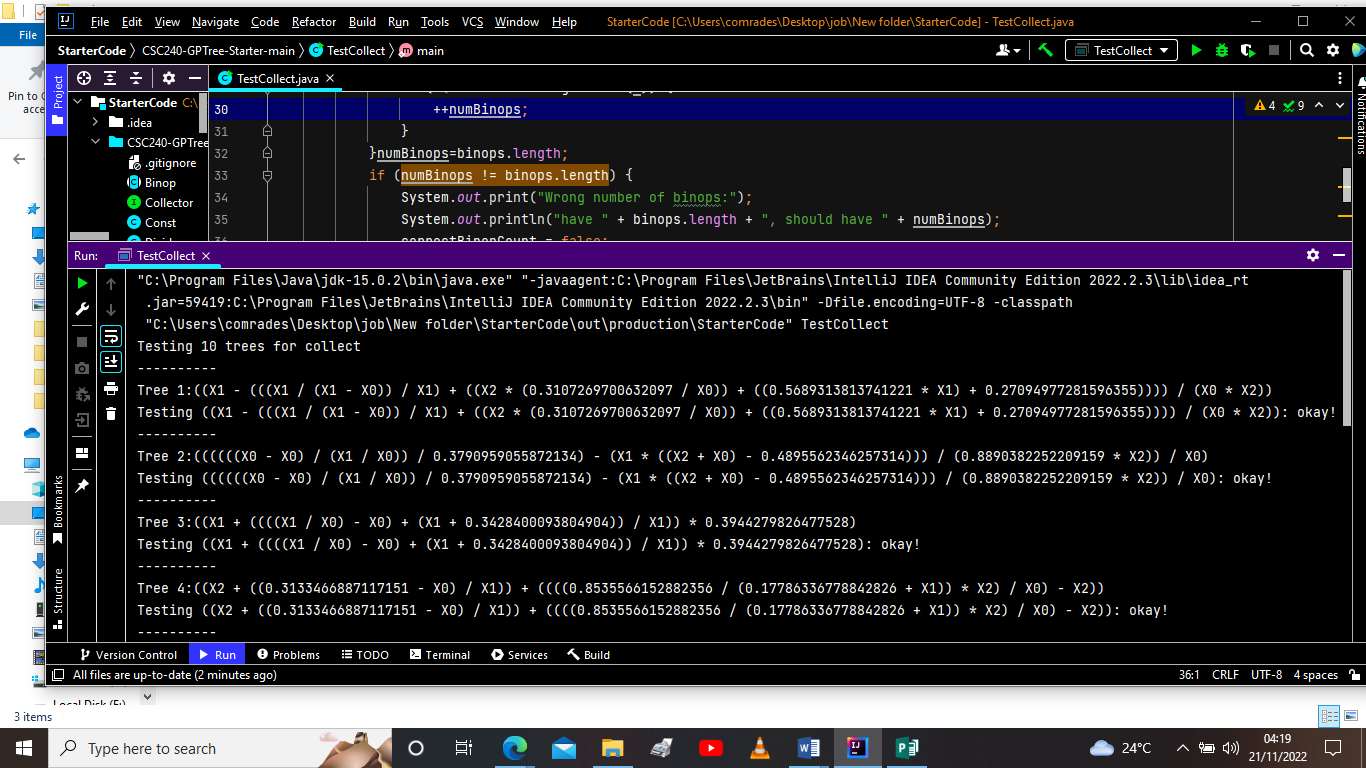 File
File Edit View Navigate Code Refactor Build Run Tools VCS Window Help StarterCode [C:\Users\comrades\Desktop\job\New folder\StarterCode] - TestCollect.java
StarterCode CSC240-GPTree-Starter-main TestCollect main TestCollect
Pin to
acce
Project
TestCollect.java
Notifications
StarterCode C:\
.idea
CSC240-GPTree
.gitignore
Binop
Collector
Const
30 ++numBinops; 4 9
31 }
32 }numBinops=binops.length;
33 if (numBinops != binops.length) {
34 System.out.print("Wrong number of binops:");
35 System.out.println("have " + binops.length + ", should have " + numBinops);
Run: TestCollect
"C:\Program Files\Java\jdk-15.0.2\bin\java.exe" "-javaagent:C:\Program Files\JetBrains\IntelliJ IDEA Community Edition 2022.2.3\lib\idea_rt
.jar=59419:C:\Program Files\JetBrains\IntelliJ IDEA Community Edition 2022.2.3\bin" -Dfile.encoding=UTF-8 -classpath
"C:\Users\comrades\Desktop\job\New folder\StarterCode\out\production\StarterCode" TestCollect
Testing 10 trees for collect
----------
Tree 1:((X1 - (((X1 / (X1 - X0)) / X1) + ((X2 * (0.3107269700632097 / X0)) + ((0.5689313813741221 * X1) + 0.27094977281596355)))) / (X0 * X2))
Testing ((X1 - (((X1 / (X1 - X0)) / X1) + ((X2 * (0.3107269700632097 / X0)) + ((0.5689313813741221 * X1) + 0.27094977281596355)))) / (X0 * X2)): okay!
----------
Tree 2:((((((X0 - X0) / (X1 / X0)) / 0.3790959055872134) - (X1 * ((X2 + X0) - 0.4895562346257314))) / (0.8890382252209159 * X2)) / X0)
Testing ((((((X0 - X0) / (X1 / X0)) / 0.3790959055872134) - (X1 * ((X2 + X0) - 0.4895562346257314))) / (0.8890382252209159 * X2)) / X0): okay!
----------
Tree 3:((X1 + ((((X1 / X0) - X0) + (X1 + 0.3428400093804904)) / X1)) * 0.3944279826477528)
Testing ((X1 + ((((X1 / X0) - X0) + (X1 + 0.3428400093804904)) / X1)) * 0.3944279826477528): okay!
----------
Tree 4:((X2 + ((0.3133466887117151 - X0) / X1)) + ((((0.8535566152882356 / (0.17786336778842826 + X1)) * X2) / X0) - X2))
Testing ((X2 + ((0.3133466887117151 - X0) / X1)) + ((((0.8535566152882356 / (0.17786336778842826 + X1)) * X2) / X0) - X2)): okay!
----------
Bookmarks
Structure
Version Control Run Problems TODO Terminal Services Build
All files are up-to-date (2 minutes ago) 36:1 CRLF UTF-8 4 spaces
3 items
Type here to search 24°C 04:19
21/11/2022